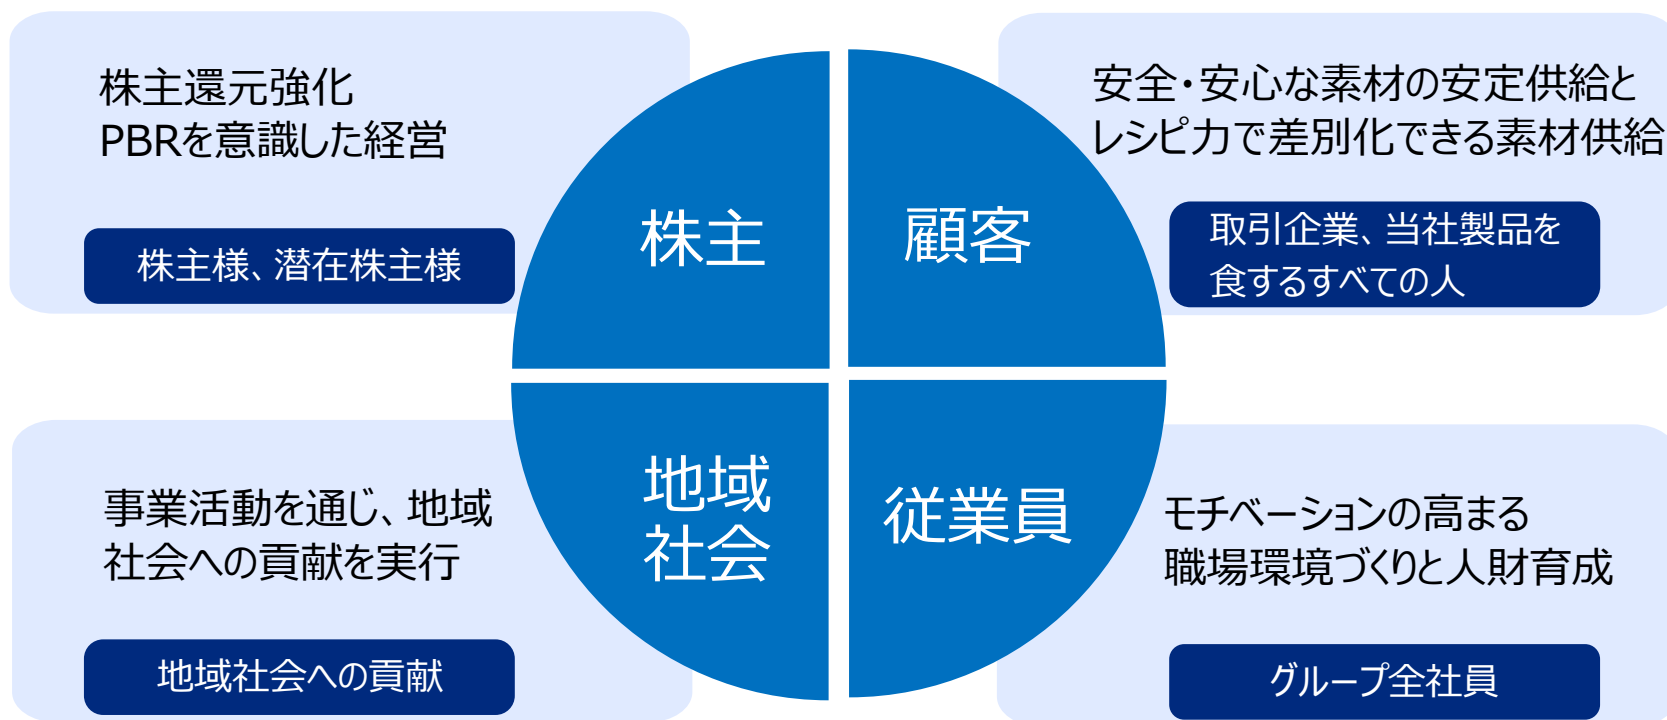 株主還元強化
PBRを意識した経営
株主様、潜在株主様
株主
顧客
安全・安心な素材の安定供給と
レシピ力で差別化できる素材供給
取引企業、当社製品を
食するすべての人
事業活動を通じ、地域
社会への貢献を実行
地域社会への貢献
地域
社会
従業員
モチベーションの高まる
職場環境づくりと人財育成
グループ全社員